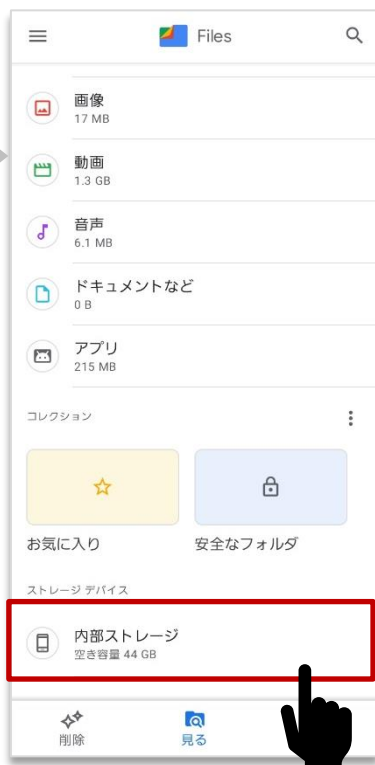 Files
画像
17 MB
動画
1.3 GB
音声
6.1 MB
ドキュメントなど
0 B
アプリ
215 MB
コレクション
お気に入り
安全なフォルダ
ストレージ デバイス
内部ストレージ
空き容量 44 GB
削除
見る